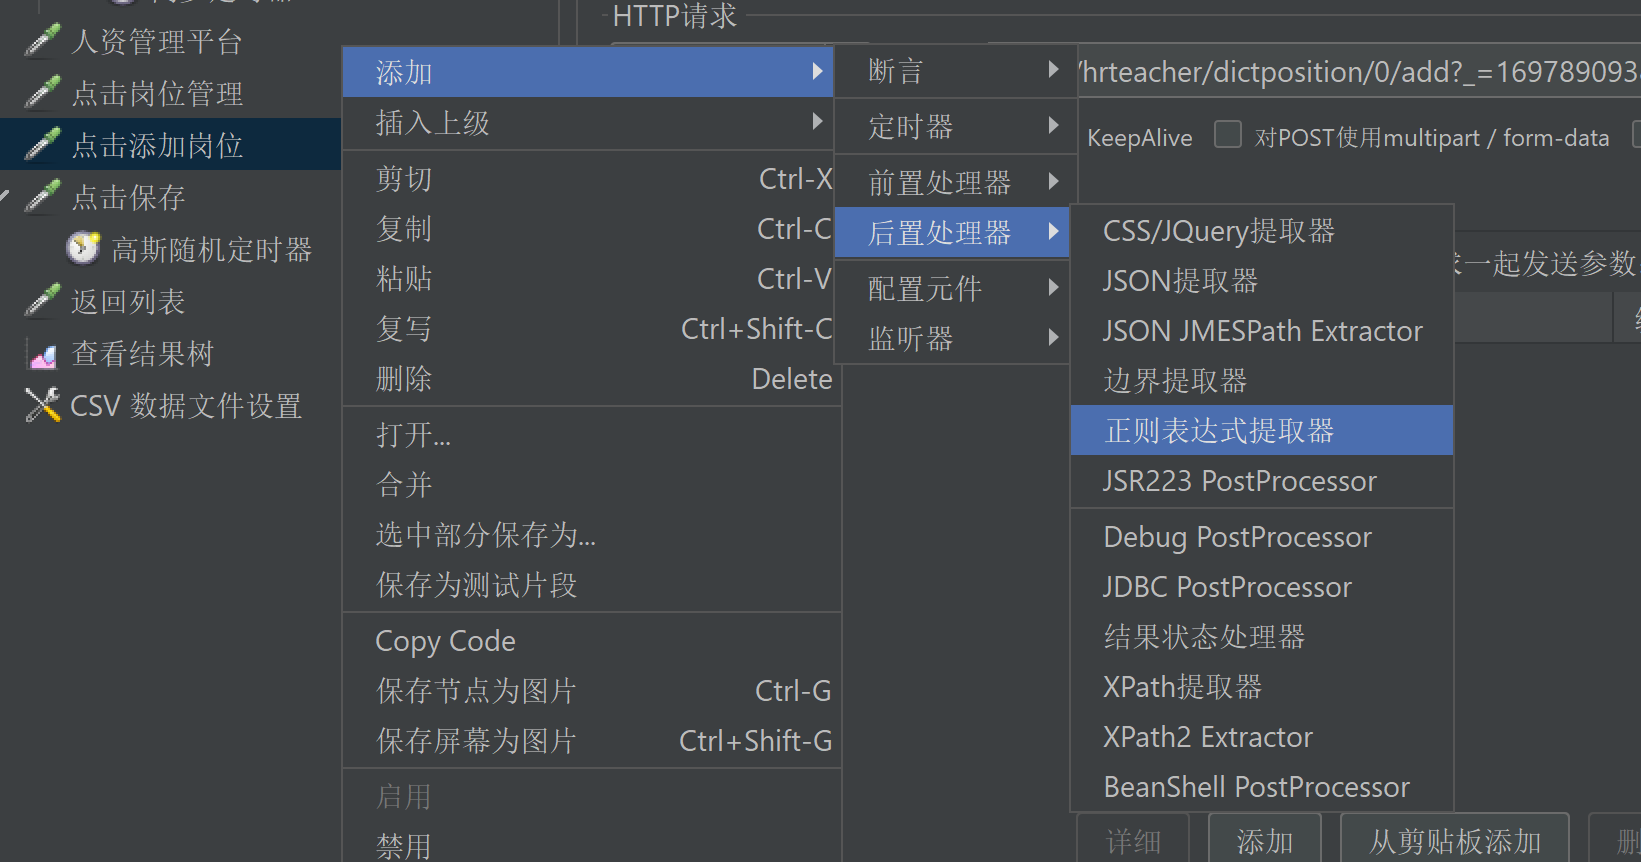 HTTP请求
人资管理平台
点击岗位管理
点击添加岗位
点击保存
高斯随机定时器
返回列表
查看结果树
CSV 数据文件设置
添加
插入上级
剪切 Ctrl-X
复制 Ctrl-C
粘贴 Ctrl-V
复写 Ctrl+Shift-C
删除 Delete
打开...
合并
选中部分保存为...
保存为测试片段
Copy Code
保存节点为图片 Ctrl-G
保存屏幕为图片 Ctrl+Shift-G
启用
禁用
断言
定时器
前置处理器
后置处理器
配置元件
监听器
/hrteacher/dictposition/0/add?_=169789093
KeepAlive 对POST使用multipart / form-data
一起发送参数
CSS/JQuery提取器
JSON提取器
JSON JMESPath Extractor
边界提取器
正则表达式提取器
JSR223 PostProcessor
Debug PostProcessor
JDBC PostProcessor
结果状态处理器
XPath提取器
XPath2 Extractor
BeanShell PostProcessor
详细 添加 从剪贴板添加 删